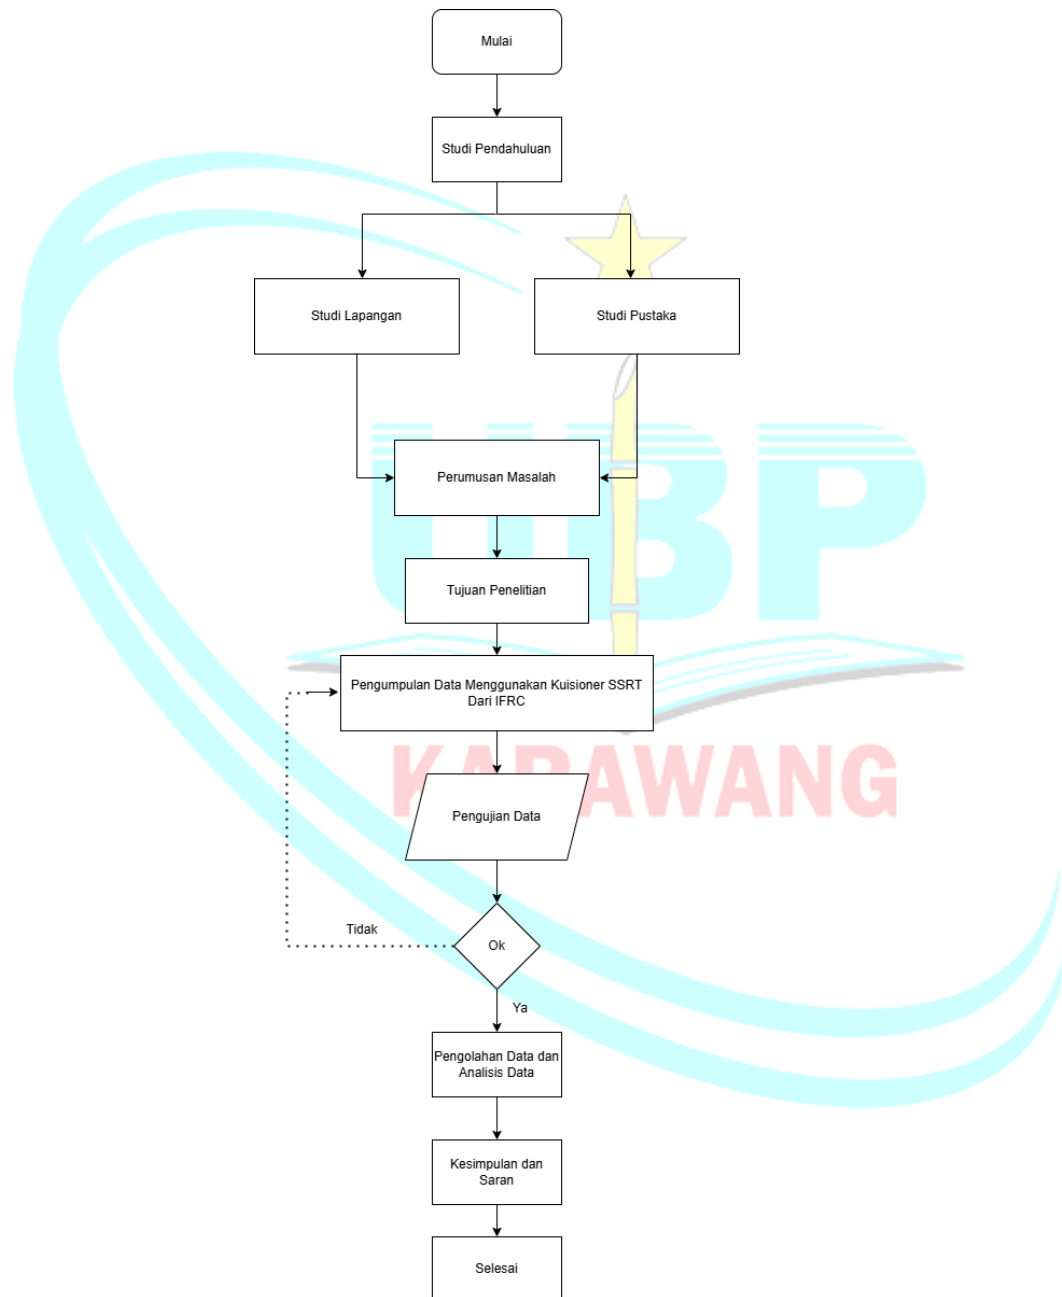 Mulai
Studi Pendahuluan
Studi Lapangan
Studi Pustaka
UBP
Perumusan Masalah
Tujuan Penelitian
Pengumpulan Data Menggunakan Kuisioner SSRT
Dari IFRC
KARAWANG
Pengujian Data
Tidak
Ok
Ya
Pengolahan Data dan
Analisis Data
Kesimpulan dan
Saran
Selesai